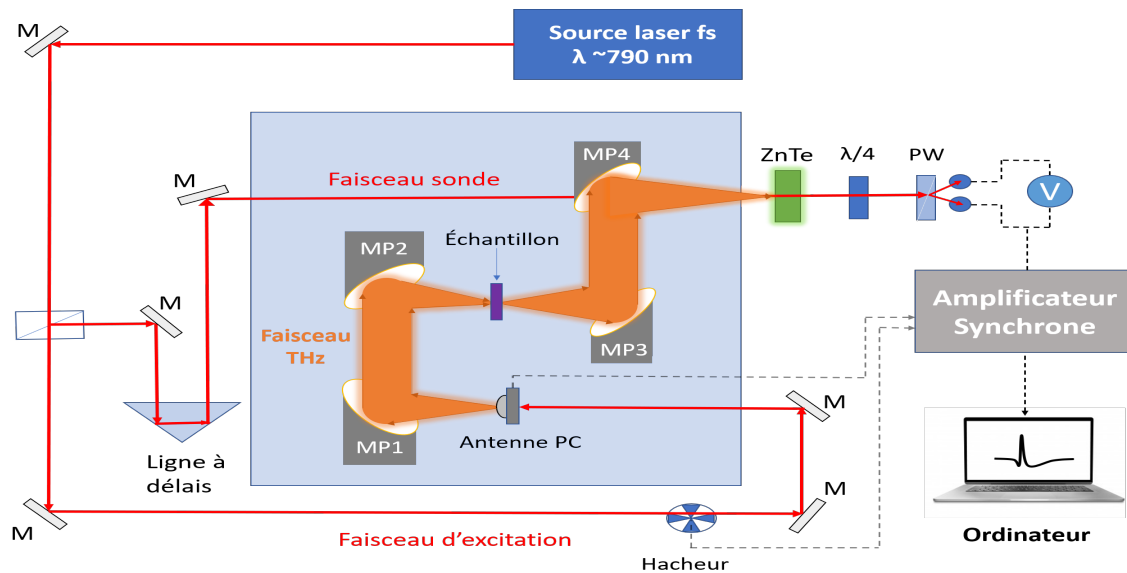 M
Source laser fs
λ ~790 nm
MP4
ZnTe
λ/4
PW
M
Faisceau sonde
V
Échantillon
MP2
M
Faisceau
THz
MP3
Amplificateur
Synchrone
MP1
Antenne PC
M
Ligne à
délais
M
M
Faisceau d'excitation
Hacheur
Ordinateur